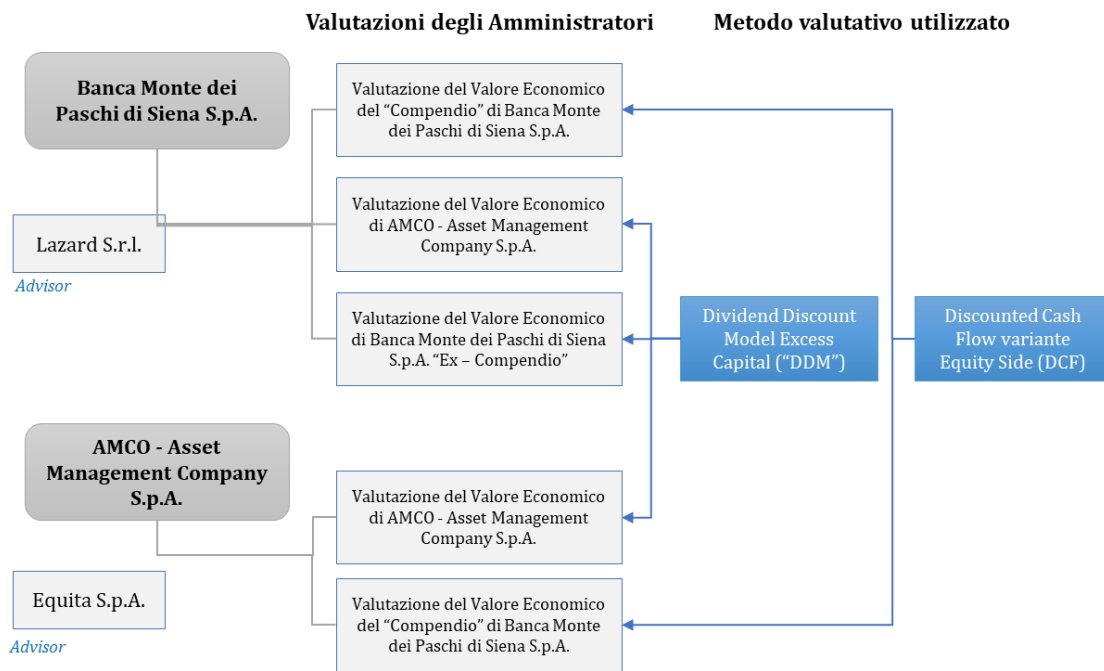 Valutazioni degli Amministratori
Metodo valutativo utilizzato
Banca Monte dei
Paschi di Siena S.p.A.
Lazard S.r.l.
Advisor
Valutazione del Valore Economico
del “Compendio” di Banca Monte
dei Paschi di Siena S.p.A.
Valutazione del Valore Economico
di AMCO - Asset Management
Company S.p.A.
Valutazione del Valore Economico
di Banca Monte dei Paschi di Siena
S.p.A. “Ex – Compendio”
Dividend Discount
Model Excess
Capital (“DDM”)
Discounted Cash
Flow variante
Equity Side (DCF)
AMCO - Asset
Management Company
S.p.A.
Equita S.p.A.
Advisor
Valutazione del Valore Economico
di AMCO - Asset Management
Company S.p.A.
Valutazione del Valore Economico
del “Compendio” di Banca Monte
dei Paschi di Siena S.p.A.